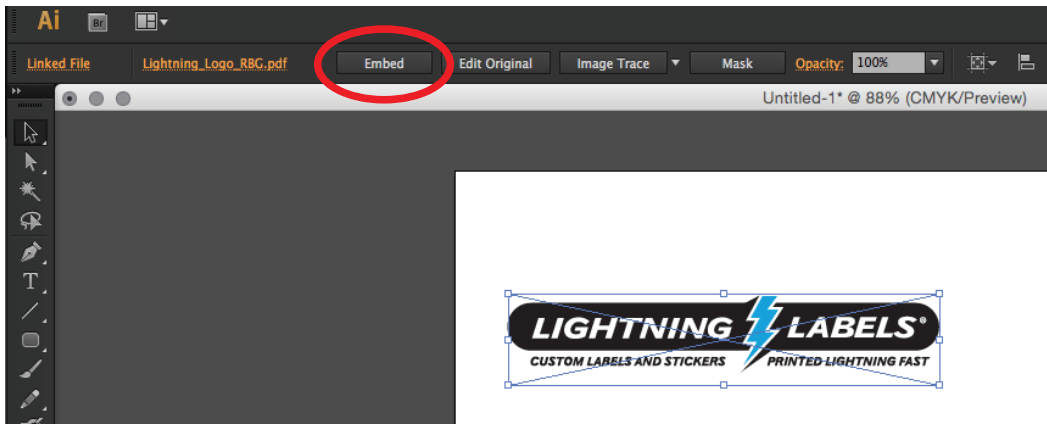 Ai Br
Linked File Lightning_Logo_RBG.pdf Embed Edit Original Image Trace Mask Opacity: 100%
Untitled-1* @ 88% (CMYK/Preview)
T
LIGHTNING LABELS®
CUSTOM LABELS AND STICKERS PRINTED LIGHTNING FAST